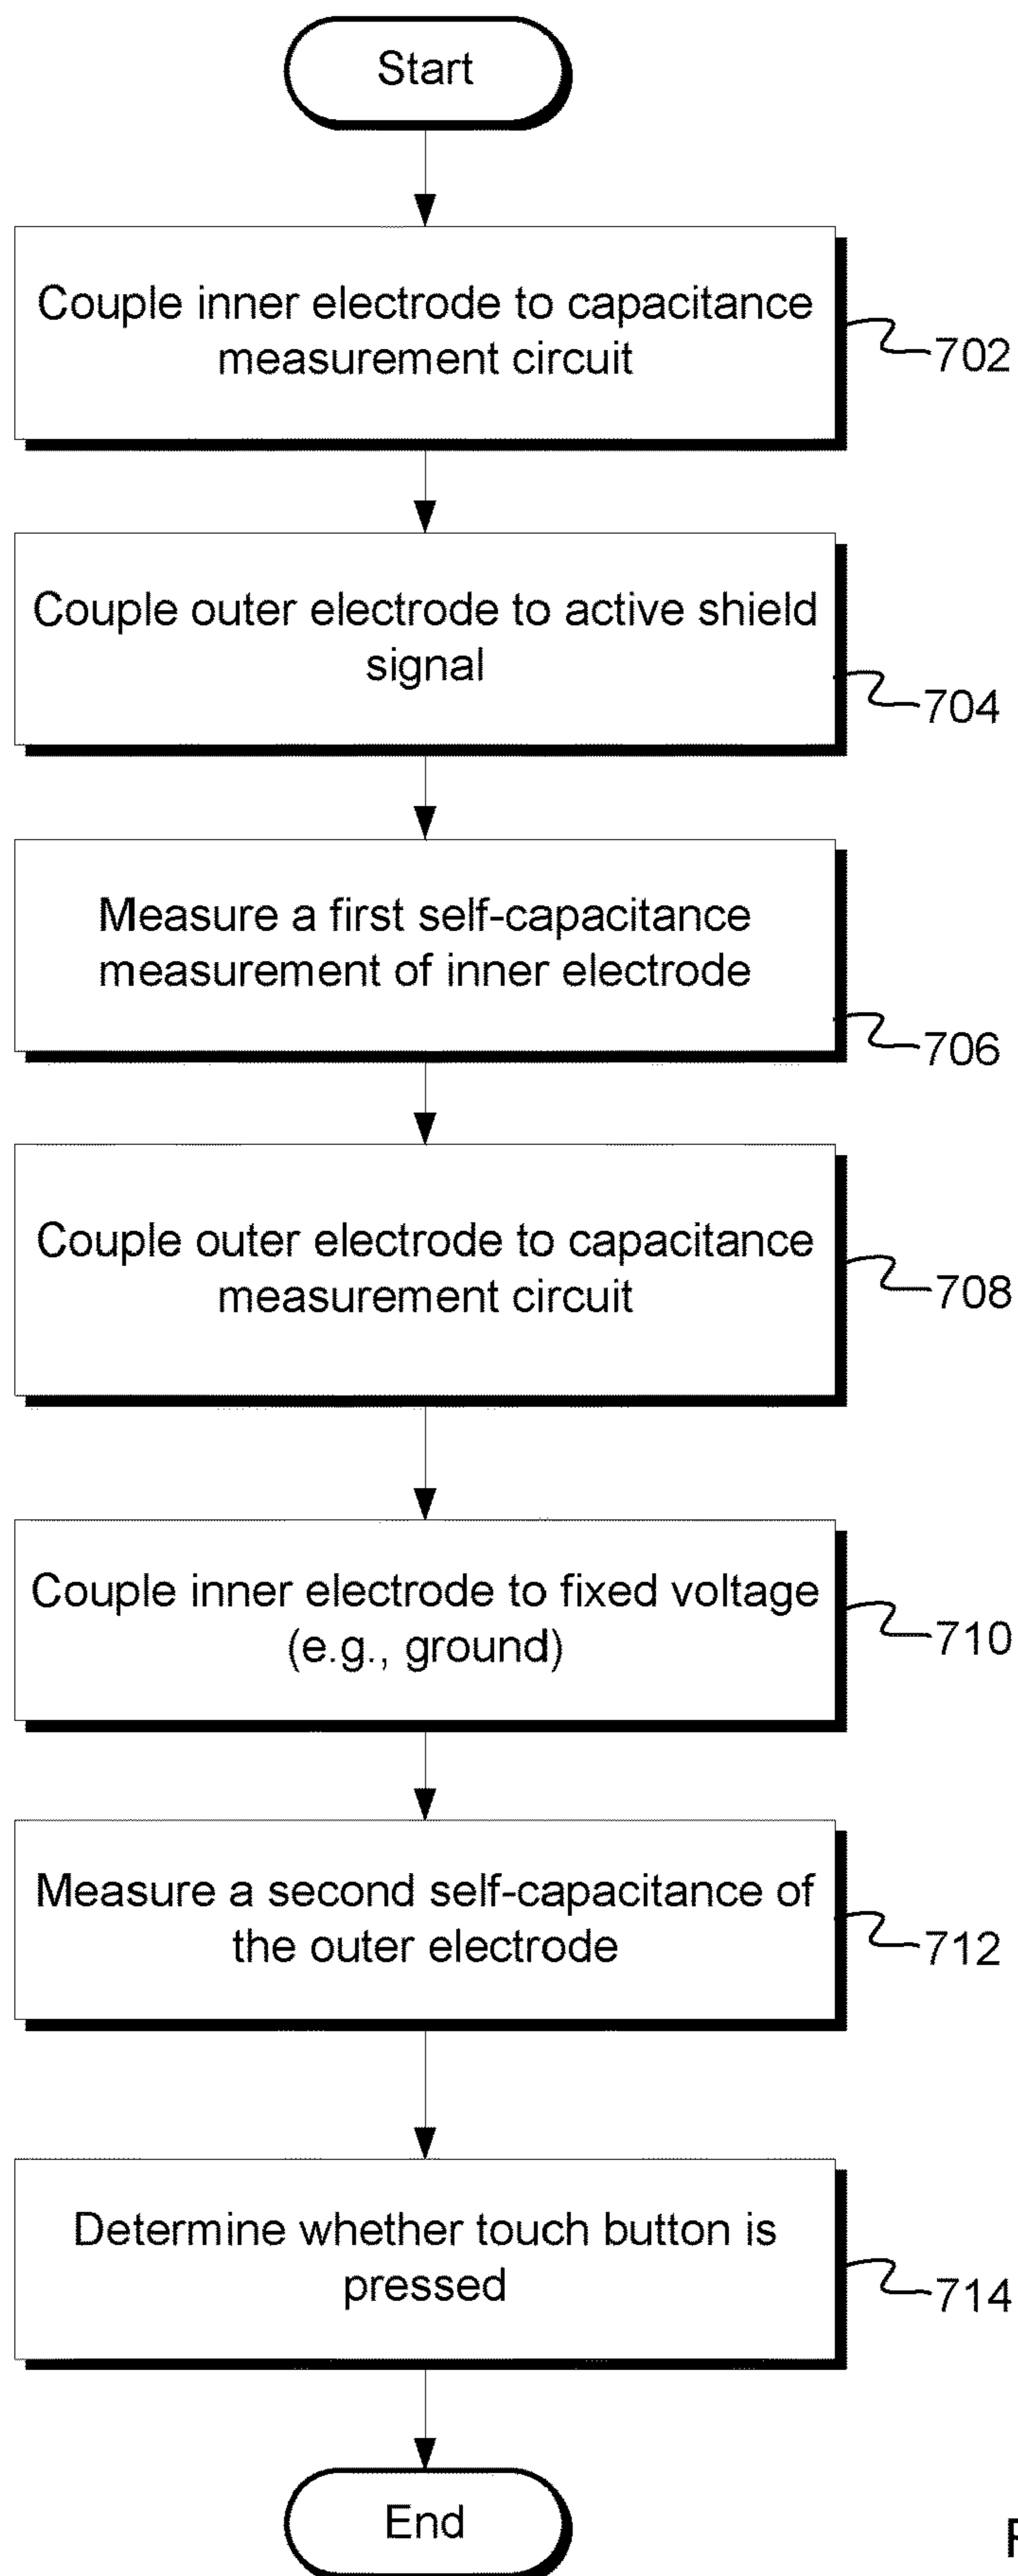 Start
Couple inner electrode to capacitance
measurement circuit
702
Couple outer electrode to active shield
signal
704
Measure a first self-capacitance
measurement of inner electrode
706
Couple outer electrode to capacitance
measurement circuit
708
Couple inner electrode to fixed voltage
(e.g., ground)
710
Measure a second self-capacitance of
the outer electrode
712
Determine whether touch button is
pressed
714
End